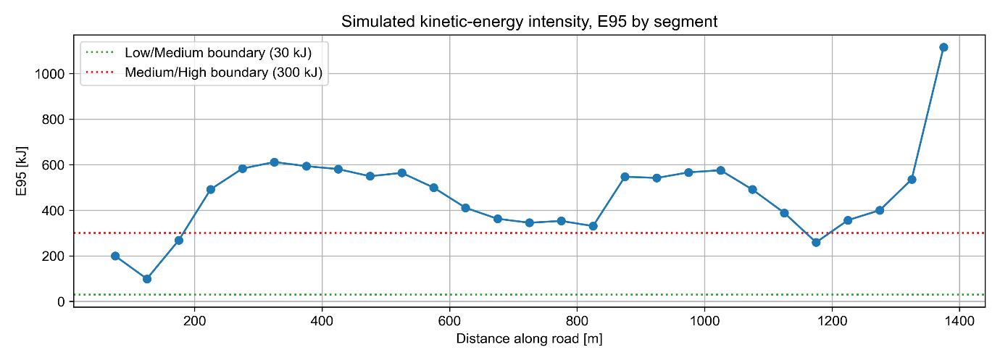 Simulated kinetic-energy intensity, E95 by segment
Low/Medium boundary (30 kJ)
Medium/High boundary (300 kJ)
1000
800
600
400
200
0
E95 [kJ]
200 400 600 800 1000 1200 1400
Distance along road [m]